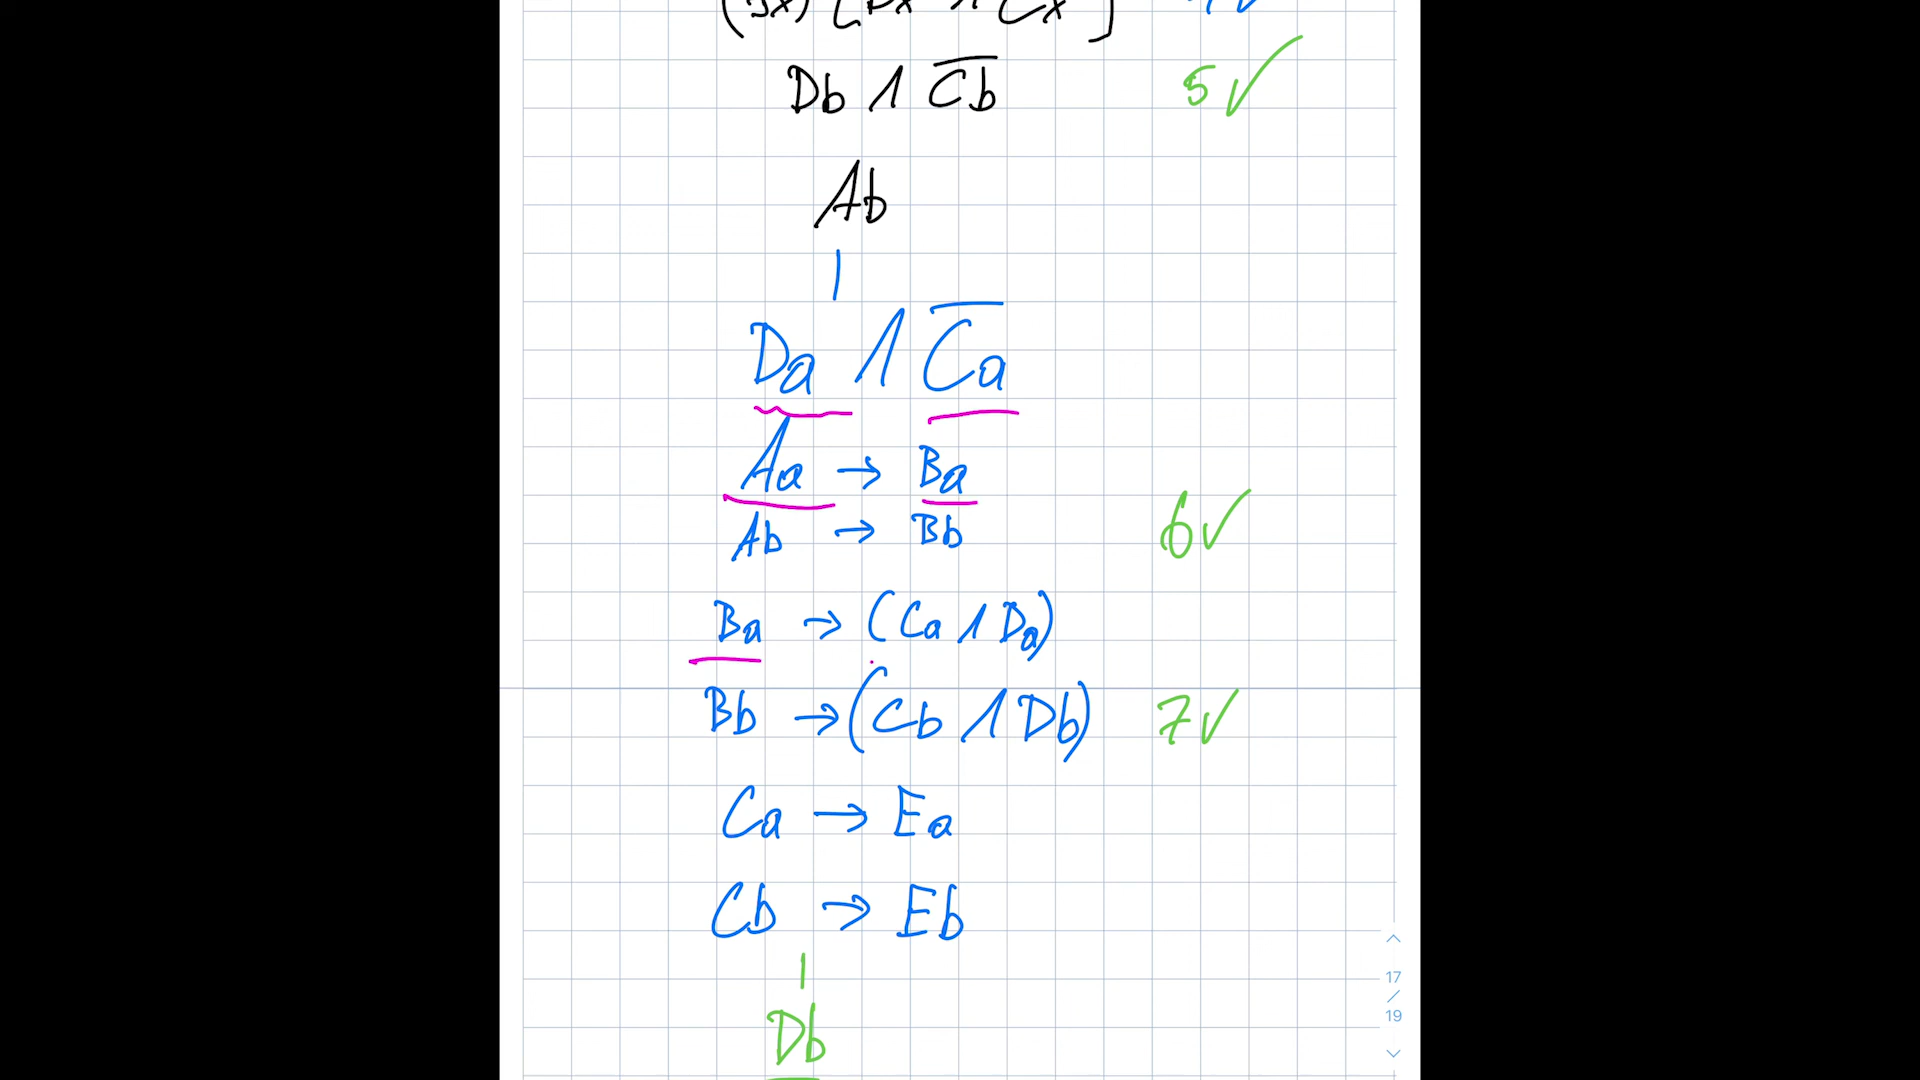 Db ∧ C̅b̅ 5 ✓
Ab
Da ∧ C̅a̅
Aa → Ba
Ab → Bb 6 ✓
Ba → (Ca ∧ Da)
Bb → (Cb ∧ Db) 7 ✓
Ca → Ea
Cb → Eb
Db
17
/
19